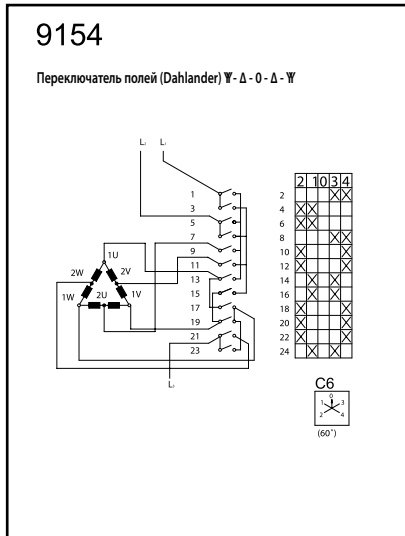 9154
Переключатель полей (Dahlander) ￦ - Δ - 0 - Δ - ￦
L₁ L₂
1
3
5
7
9
11
13
15
17
19
21
23
1U
2W 2V
1W 2U 1V
L₃
2 1 0 3 4
2 X X
4 X X
6 X X
8 X X
10 X X
12 X X
14 X X
16 X X
18 X X
20 X X
22 X X
24 X X
C6
0
1 3
2 4
(60˚)